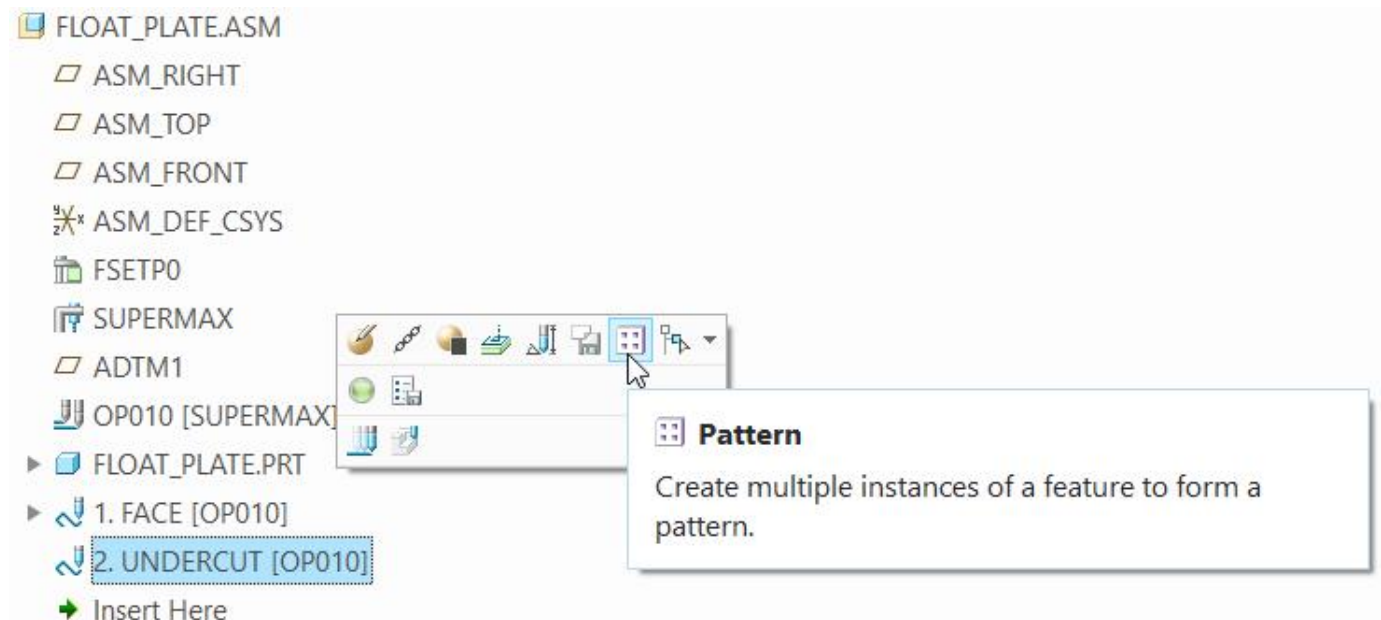 FLOAT_PLATE.ASM
ASM_RIGHT
ASM_TOP
ASM_FRONT
ASM_DEF_CSYS
FSETP0
SUPERMAX
ADTM1
OP010 [SUPERMAX]
FLOAT_PLATE.PRT
1. FACE [OP010]
2. UNDERCUT [OP010]
Insert Here
Pattern
Create multiple instances of a feature to form a
pattern.